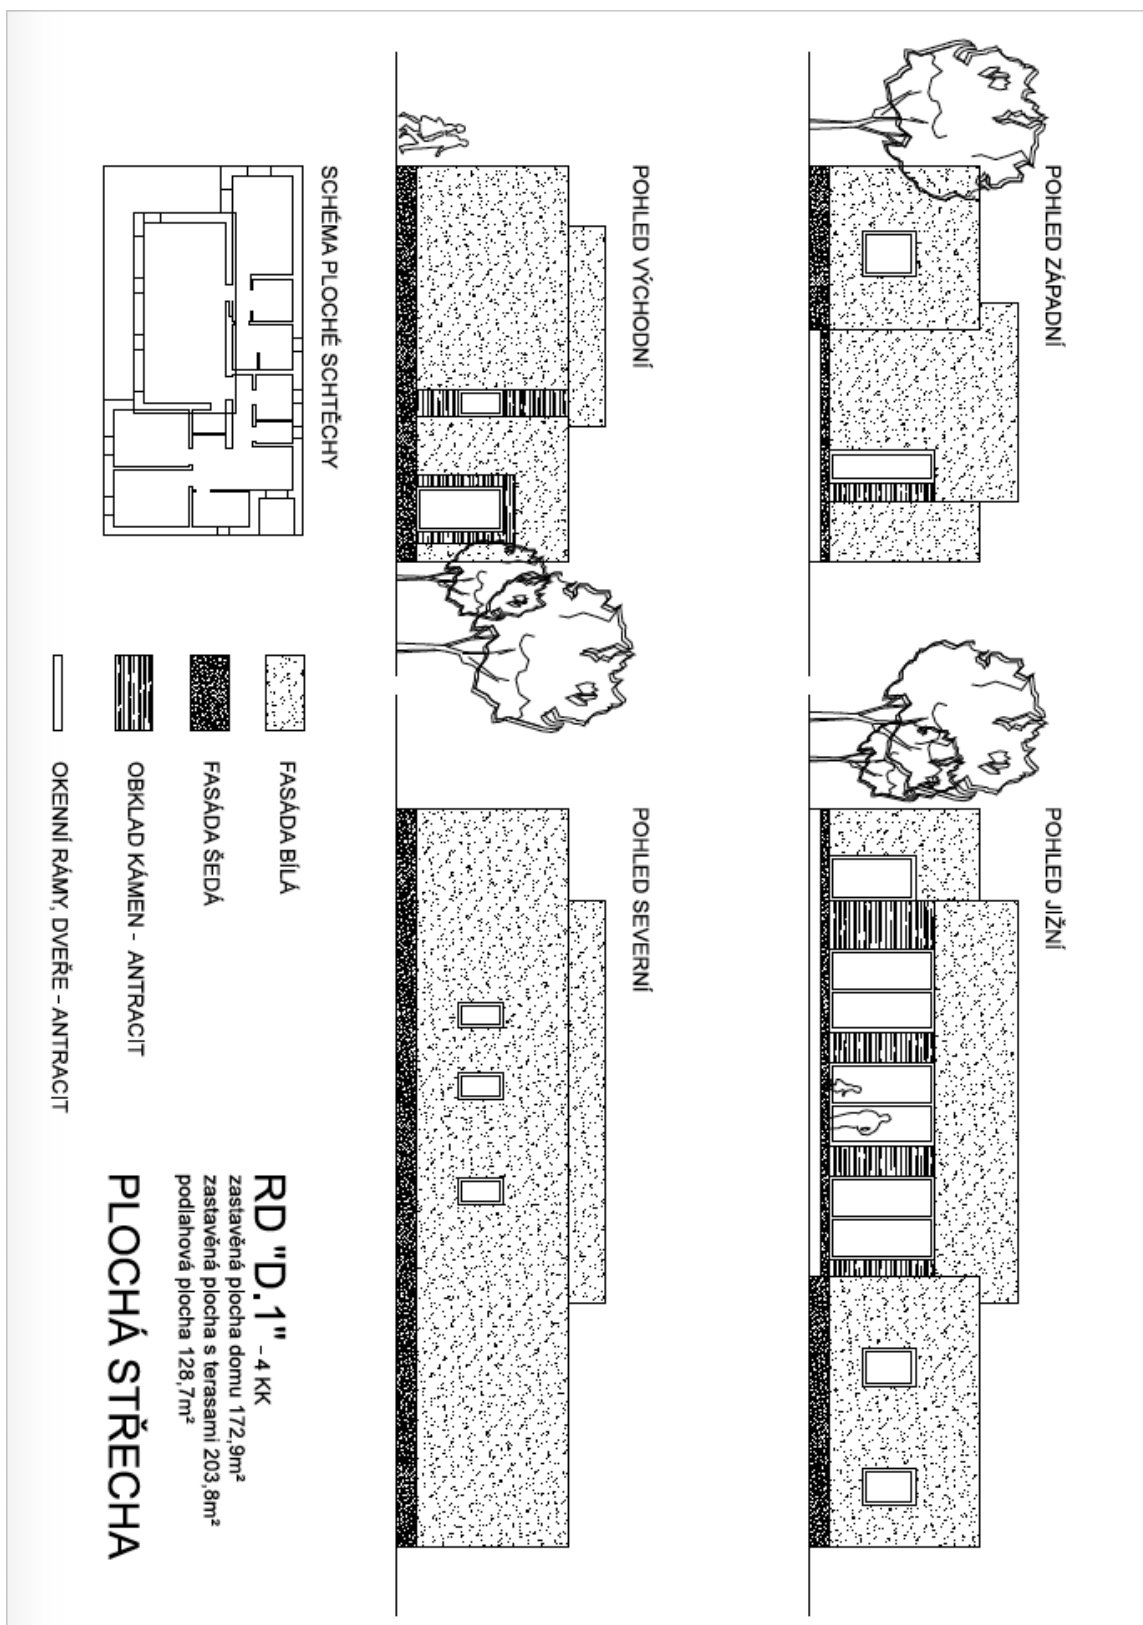 POHLED ZÁPADNÍ
POHLED JIŽNÍ
POHLED VÝCHODNÍ
POHLED SEVERNÍ
SCHÉMA PLOCHÉ SCHTĚCHY
FASÁDA BÍLÁ
FASÁDA ŠEDÁ
OBKLAD KÁMEN - ANTRACIT
OKENNÍ RÁMY, DVEŘE - ANTRACIT
RD "D.1" - 4 KK
zastavěná plocha domu 172,9m²
zastavěná plocha s terasami 203,8m²
podlahová plocha 128,7m²
PLOCHÁ STŘECHA